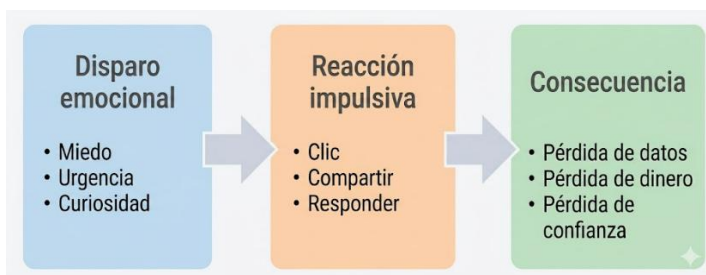 Disparo
emocional
• Miedo
• Urgencia
• Curiosidad
Reacción
impulsiva
• Clic
• Compartir
• Responder
Consecuencia
• Pérdida de datos
• Pérdida de dinero
• Pérdida de
confianza